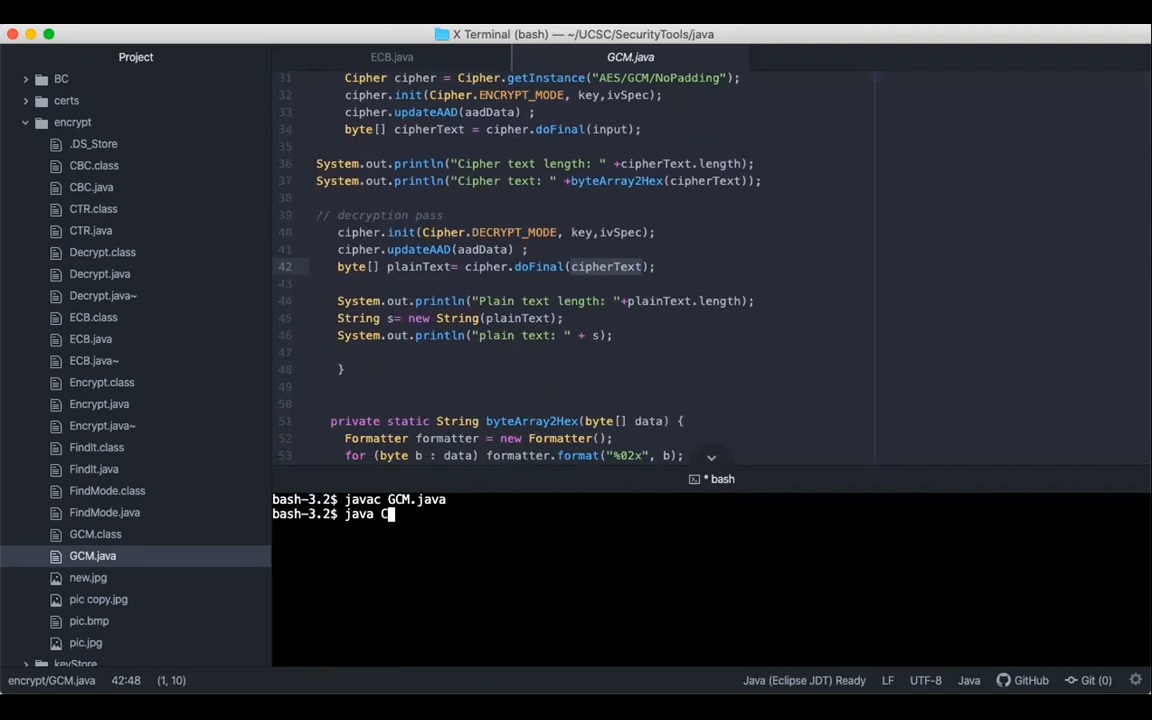 X Terminal (bash) — ~/UCSC/SecurityTools/java
Project
ECB.java
GCM.java
BC
certs
encrypt
.DS_Store
CBC.class
CBC.java
CTR.class
CTR.java
Decrypt.class
Decrypt.java
Decrypt.java~
ECB.class
ECB.java
ECB.java~
Encrypt.class
Encrypt.java
Encrypt.java~
FindIt.class
FindIt.java
FindMode.class
FindMode.java
GCM.class
GCM.java
new.jpg
pic copy.jpg
pic.bmp
pic.jpg
keyStore
31 Cipher cipher = Cipher.getInstance("AES/GCM/NoPadding");
32 cipher.init(Cipher.ENCRYPT_MODE, key,ivSpec);
33 cipher.updateAAD(aadData) ;
34 byte[] cipherText = cipher.doFinal(input);
35
36 System.out.println("Cipher text length: " +cipherText.length);
37 System.out.println("Cipher text: " +byteArray2Hex(cipherText));
38
39 // decryption pass
40 cipher.init(Cipher.DECRYPT_MODE, key,ivSpec);
41 cipher.updateAAD(aadData) ;
42 byte[] plainText= cipher.doFinal(cipherText);
43
44 System.out.println("Plain text length: "+plainText.length);
45 String s= new String(plainText);
46 System.out.println("plain text: " + s);
47
48 }
49
50
51 private static String byteArray2Hex(byte[] data) {
52 Formatter formatter = new Formatter();
53 for (byte b : data) formatter.format("%02x", b);
* bash
bash-3.2$ javac GCM.java
bash-3.2$ java C
encrypt/GCM.java 42:48 (1, 10) Java (Eclipse JDT) Ready LF UTF-8 Java GitHub Git (0)